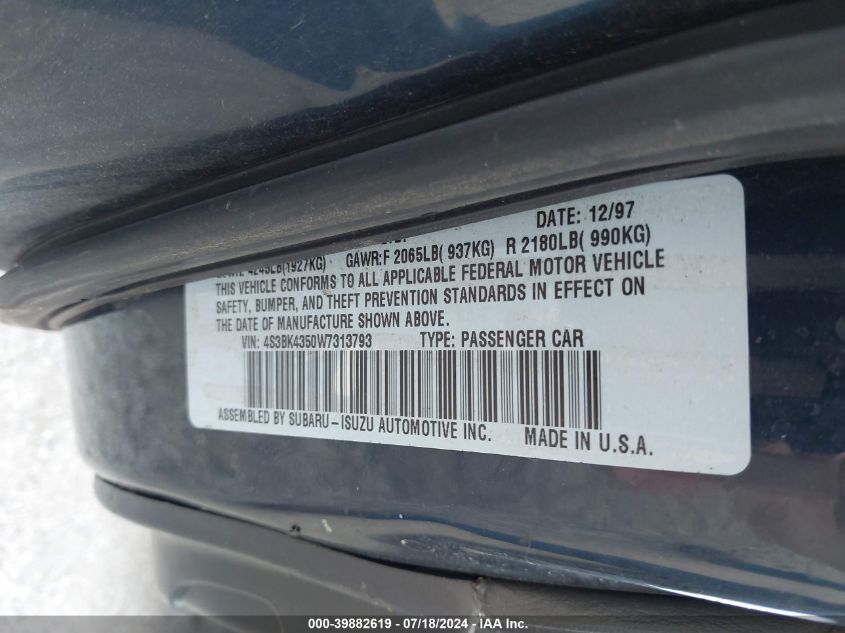 DATE: 12/97
4245LB(1927KG) GAWR:F 2065LB( 937KG) R 2180LB( 990KG)
THIS VEHICLE CONFORMS TO ALL APPLICABLE FEDERAL MOTOR VEHICLE
SAFETY, BUMPER, AND THEFT PREVENTION STANDARDS IN EFFECT ON
THE DATE OF MANUFACTURE SHOWN ABOVE.
VIN: 4S3BK4350W7313793 TYPE: PASSENGER CAR
ASSEMBLED BY SUBARU-ISUZU AUTOMOTIVE INC. MADE IN U.S.A.
000-39882619 - 07/18/2024 - IAA Inc.